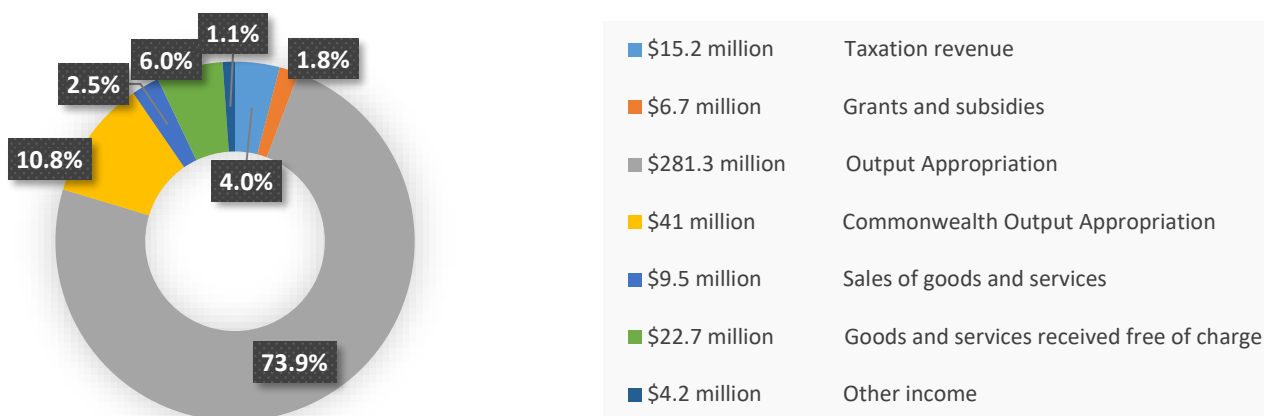 1.1%
6.0%
1.8%
2.5%
10.8%
4.0%
73.9%
$15.2 million Taxation revenue
$6.7 million Grants and subsidies
$281.3 million Output Appropriation
$41 million Commonwealth Output Appropriation
$9.5 million Sales of goods and services
$22.7 million Goods and services received free of charge
$4.2 million Other income